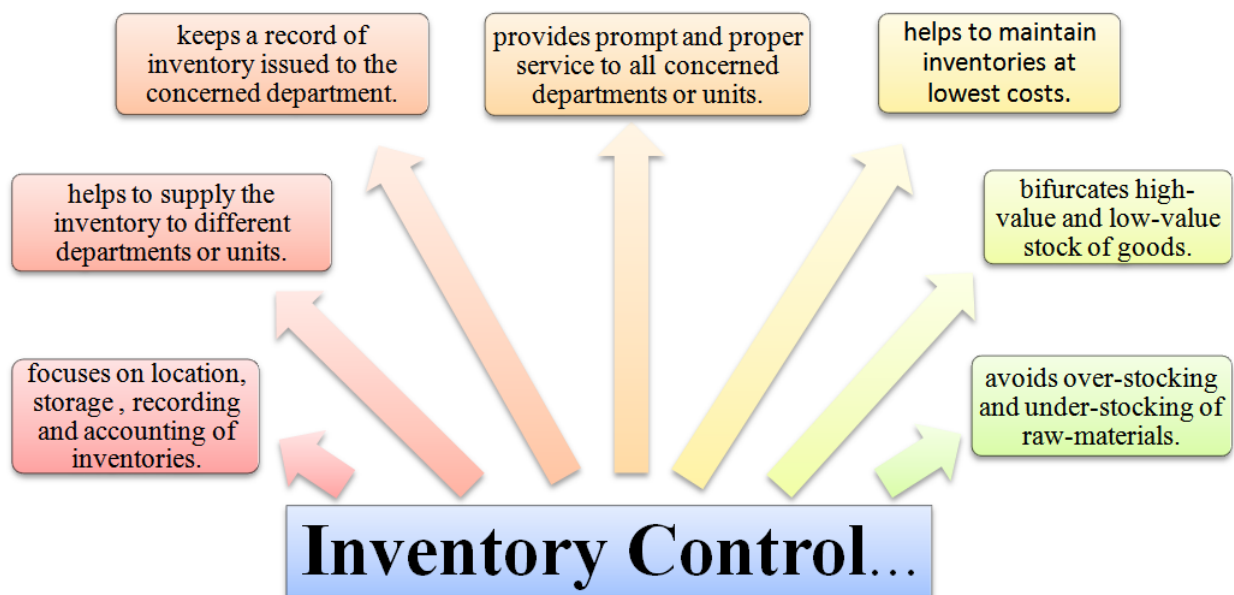 keeps a record of
inventory issued to the
concerned department.
provides prompt and proper
service to all concerned
departments or units.
helps to maintain
inventories at
lowest costs.
helps to supply the
inventory to different
departments or units.
bifurcates high-
value and low-value
stock of goods.
focuses on location,
storage , recording
and accounting of
inventories.
avoids over-stocking
and under-stocking of
raw-materials.
Inventory Control...